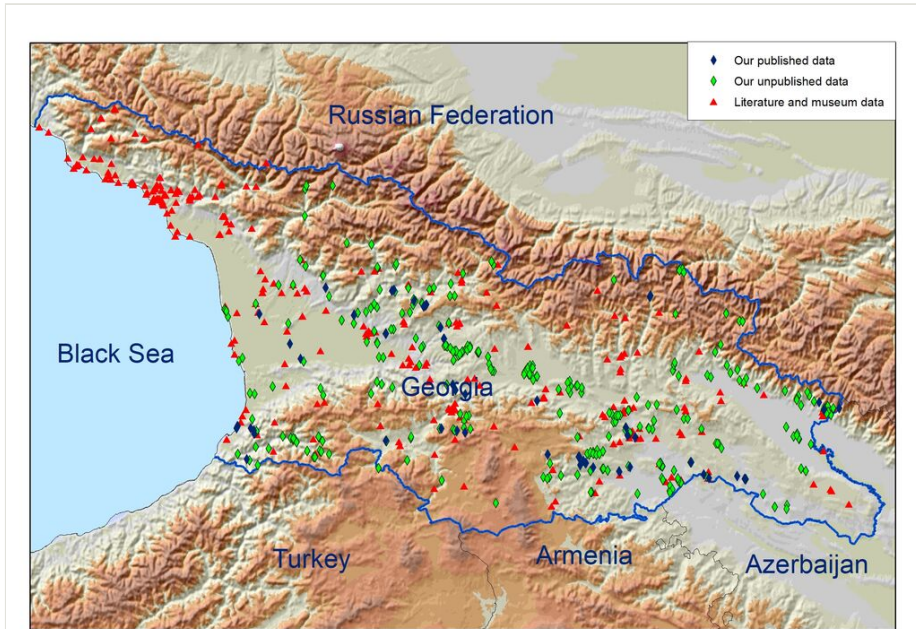 Our published data
Our unpublished data
Literature and museum data
Russian Federation
Black Sea
Georgia
Turkey
Armenia
Azerbaijan